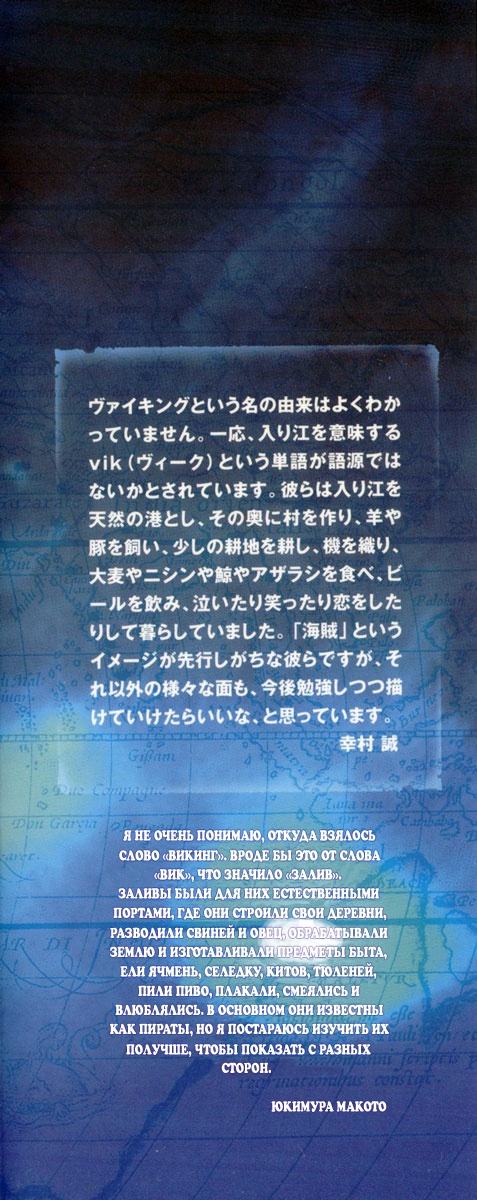 ヴァイキングという名の由来はよくわか
っていません。一応、入り江を意味する
vik（ヴィーク）という単語が語源では
ないかとされています。彼らは入り江を
天然の港とし、その奥に村を作り、羊や
豚を飼い、少しの耕地を耕し、機を織り、
大麦やニシンや鯨やアザラシを食べ、ビ
ールを飲み、泣いたり笑ったり恋をした
りして暮らしていました。「海賊」という
イメージが先行しがちな彼らですが、そ
れ以外の様々な面も、今後勉強しつつ描
けていけたらいいな、と思っています。
幸村 誠
Gissam
Due Compagne
Don Garcia
Iana ina
par
AR DI
Я НЕ ОЧЕНЬ ПОНИМАЮ, ОТКУДА ВЗЯЛОСЬ
СЛОВО «ВИКИНГ». ВРОДЕ БЫ ЭТО ОТ СЛОВА
«ВИК», ЧТО ЗНАЧИЛО «ЗАЛИВ».
ЗАЛИВЫ БЫЛИ ДЛЯ НИХ ЕСТЕСТВЕННЫМИ
ПОРТАМИ, ГДЕ ОНИ СТРОИЛИ СВОИ ДЕРЕВНИ,
РАЗВОДИЛИ СВИНЕЙ И ОВЕЦ, ОБРАБАТЫВАЛИ
ЗЕМЛЮ И ИЗГОТАВЛИВАЛИ ПРЕДМЕТЫ БЫТА,
ЕЛИ ЯЧМЕНЬ, СЕЛЕДКУ, КИТОВ, ТЮЛЕНЕЙ,
ПИЛИ ПИВО, ПЛАКАЛИ, СМЕЯЛИСЬ И
ВЛЮБЛЯЛИСЬ. В ОСНОВНОМ ОНИ ИЗВЕСТНЫ
КАК ПИРАТЫ, НО Я ПОСТАРАЮСЬ ИЗУЧИТЬ ИХ
ПОЛУЧШЕ, ЧТОБЫ ПОКАЗАТЬ С РАЗНЫХ
СТОРОН.
ЮКИМУРА МАКОТО